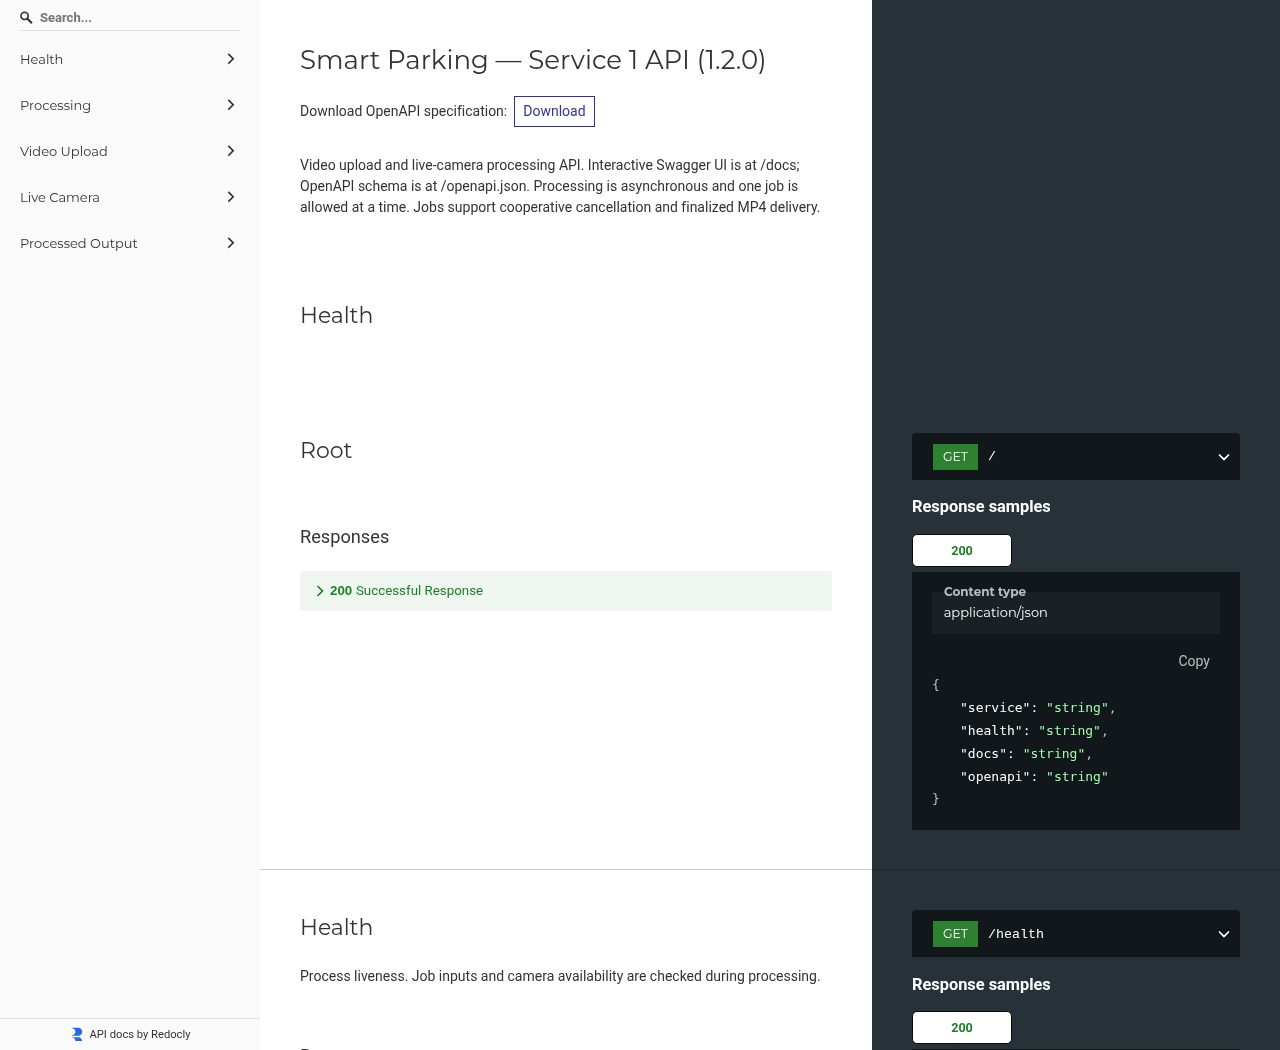 Search...
Health
Processing
Video Upload
Live Camera
Processed Output
API docs by Redocly
Smart Parking — Service 1 API (1.2.0)
Download OpenAPI specification: Download
Video upload and live-camera processing API. Interactive Swagger UI is at /docs;
OpenAPI schema is at /openapi.json. Processing is asynchronous and one job is
allowed at a time. Jobs support cooperative cancellation and finalized MP4 delivery.
Health
Root
Responses
200 Successful Response
GET /
Response samples
200
Content type
application/json
Copy
{
"service": "string",
"health": "string",
"docs": "string",
"openapi": "string"
}
Health
Process liveness. Job inputs and camera availability are checked during processing.
GET /health
Response samples
200